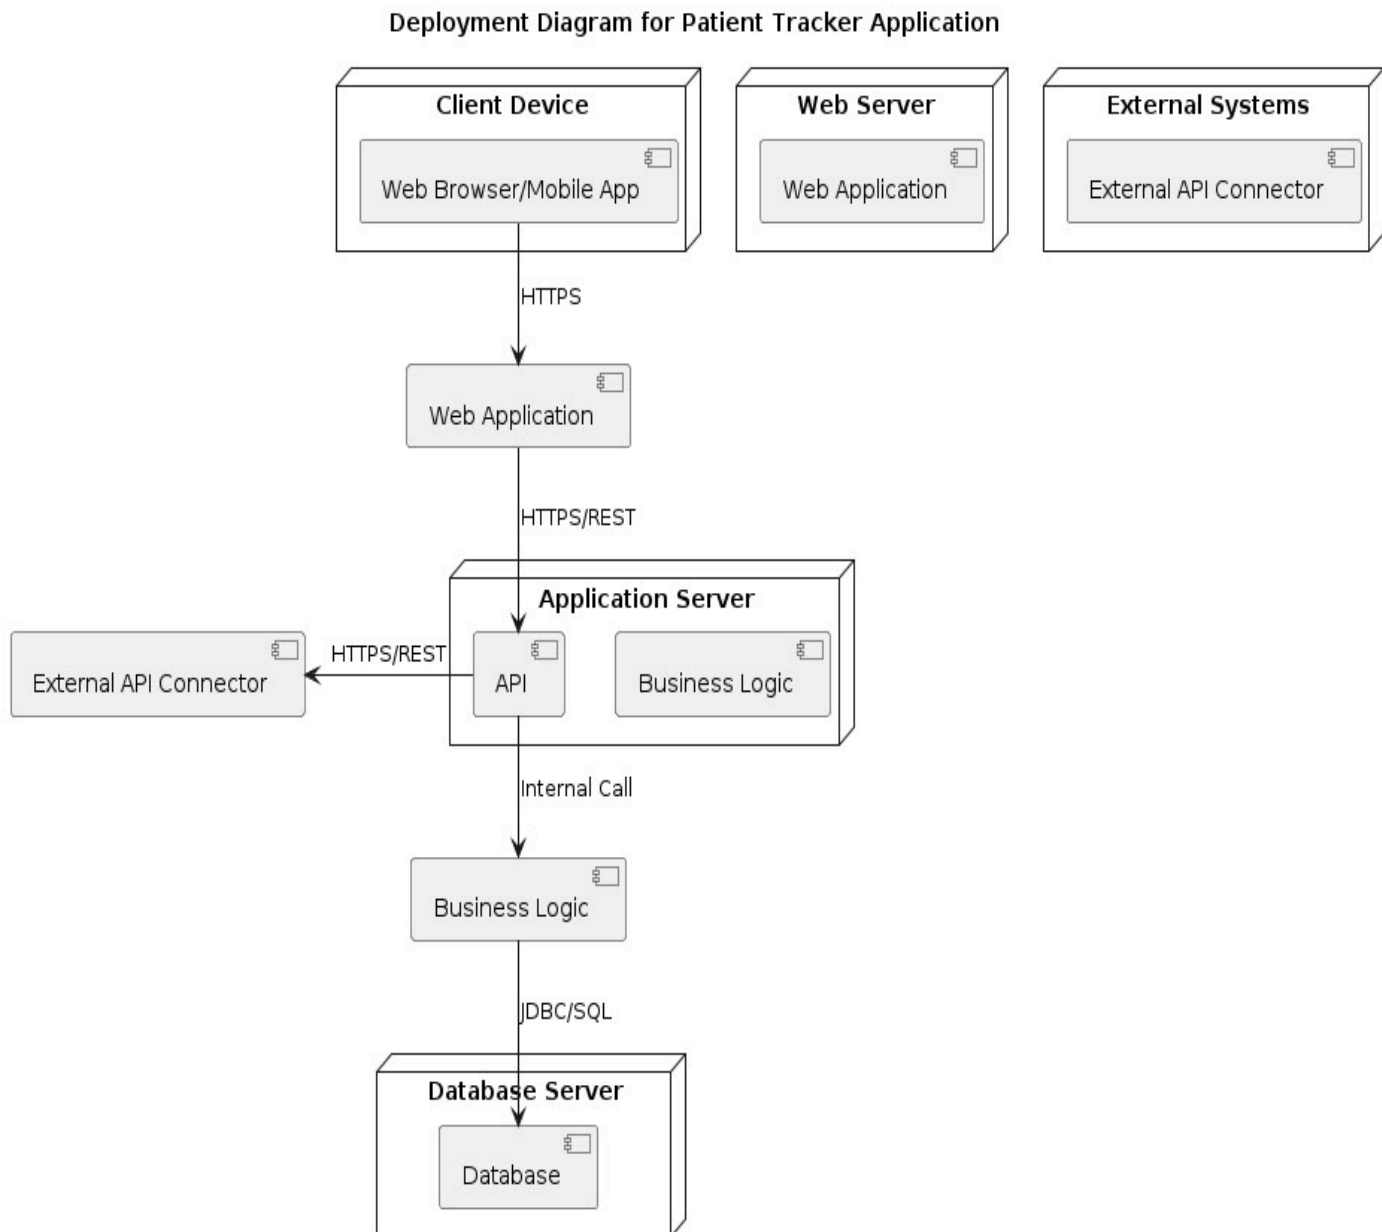 Deployment Diagram for Patient Tracker Application
Client Device
Web Server
External Systems
Web Browser/Mobile App
Web Application
External API Connector
HTTPS
Web Application
HTTPS/REST
Application Server
HTTPS/REST
External API Connector
API
Business Logic
Internal Call
Business Logic
JDBC/SQL
Database Server
Database